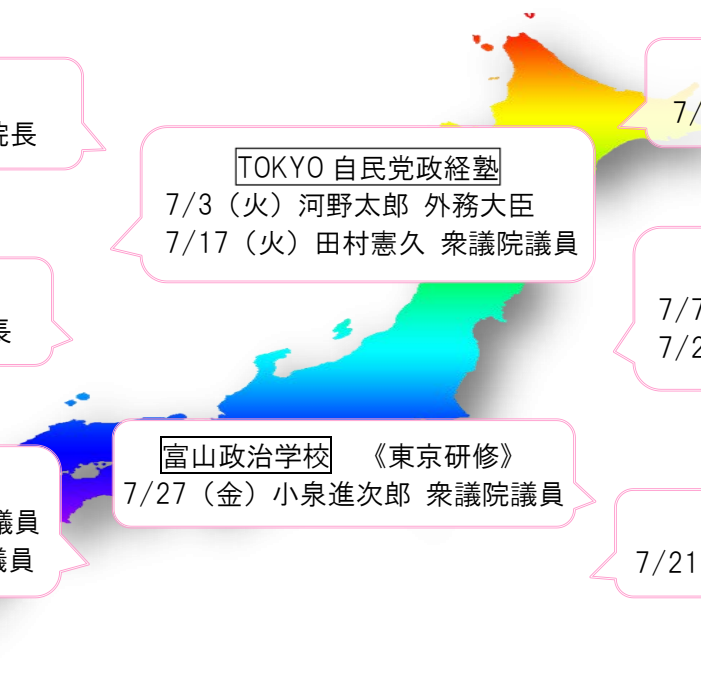 院長
TOKYO 自民党政経塾
7/3（火）河野太郎 外務大臣
7/17（火）田村憲久 衆議院議員
7/
長
7/7
7/2
富山政治学校 《東京研修》
7/27（金）小泉進次郎 衆議院議員
議員
議員
7/21